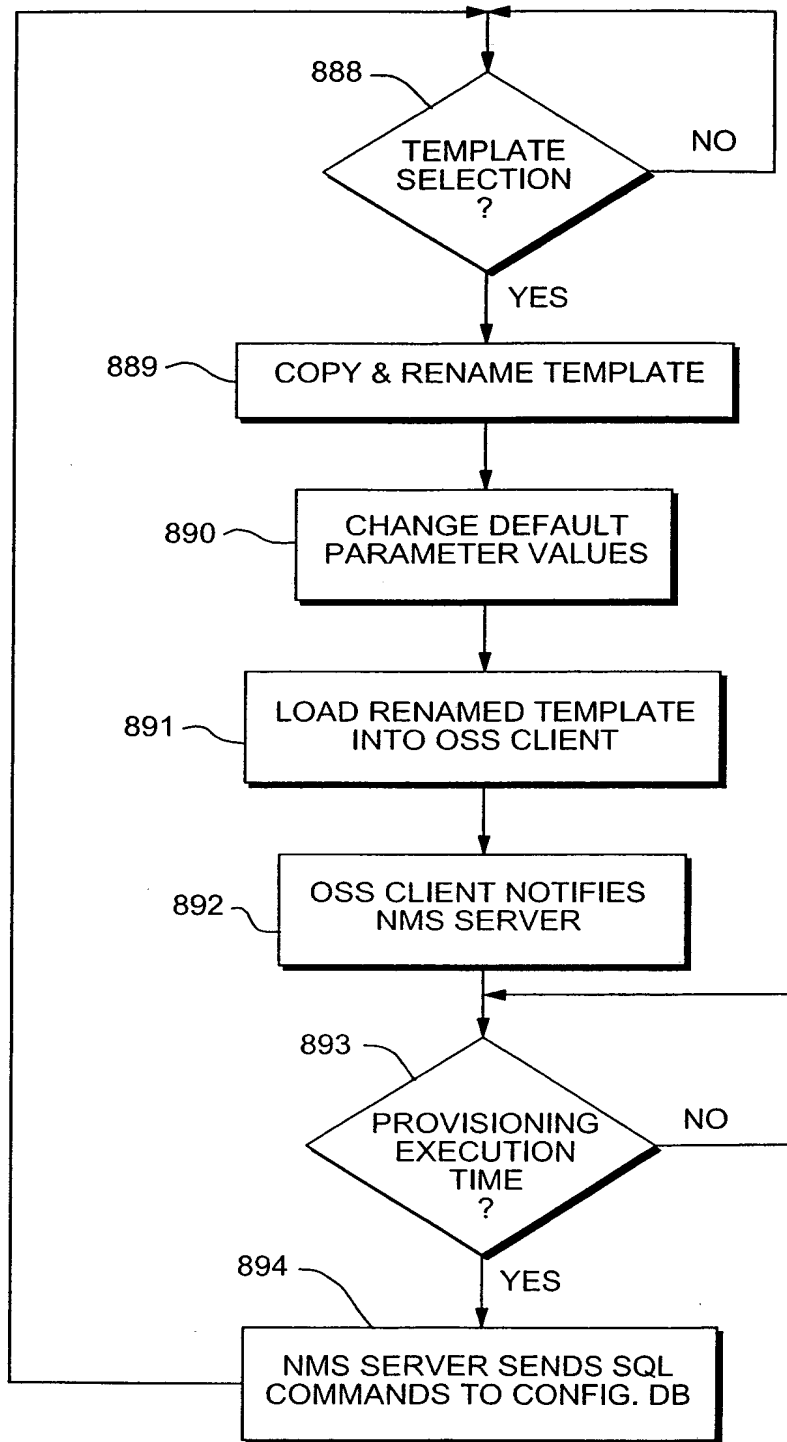 888
TEMPLATE
SELECTION
?
NO
YES
889
COPY & RENAME TEMPLATE
890
CHANGE DEFAULT
PARAMETER VALUES
891
LOAD RENAMED TEMPLATE
INTO OSS CLIENT
892
OSS CLIENT NOTIFIES
NMS SERVER
893
PROVISIONING
EXECUTION
TIME
?
NO
YES
894
NMS SERVER SENDS SQL
COMMANDS TO CONFIG. DB